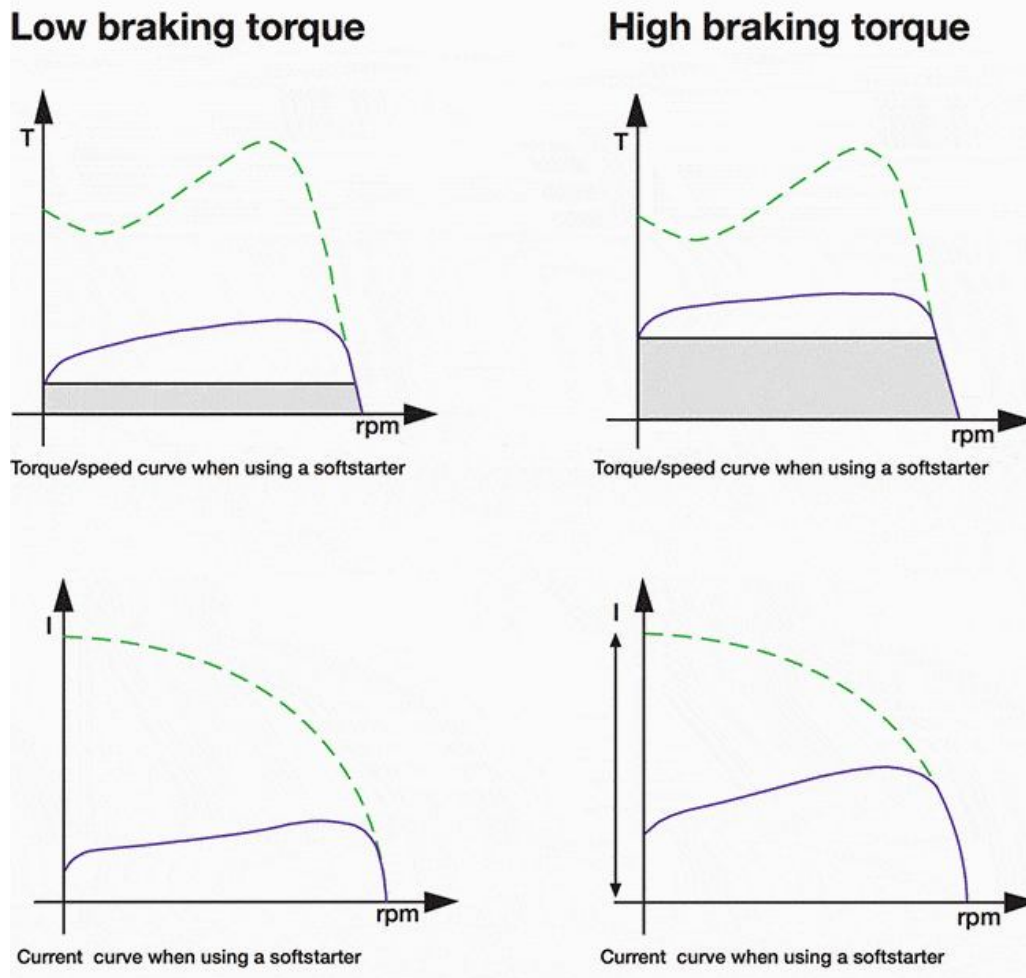 Low braking torque
High braking torque
T
rpm
Torque/speed curve when using a softstarter
T
rpm
Torque/speed curve when using a softstarter
I
rpm
Current curve when using a softstarter
I
rpm
Current curve when using a softstarter